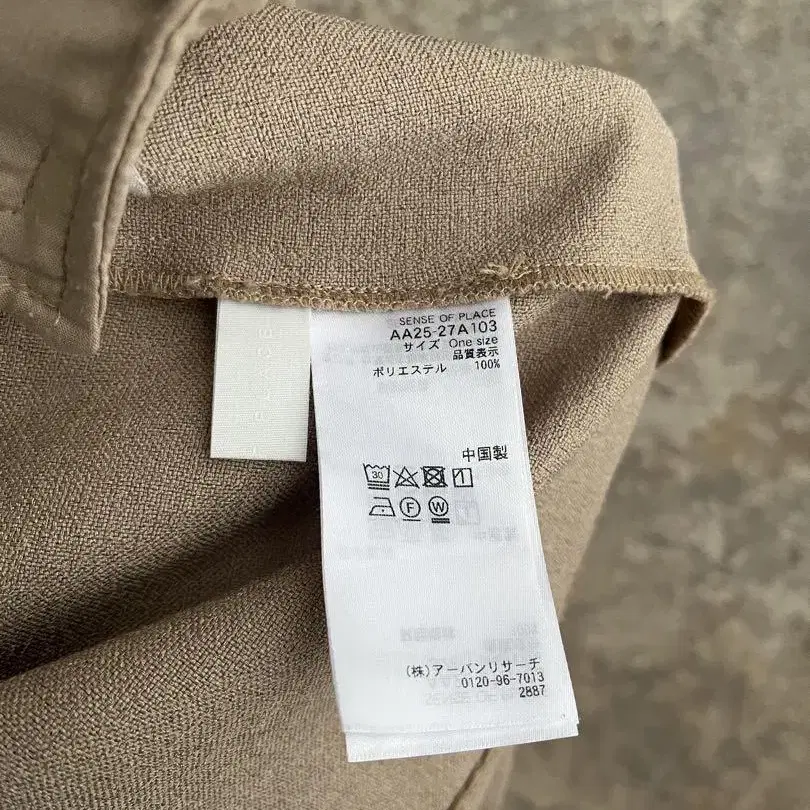 SENSE OF PLACE
AA25-27A103
サイズ One size
品質表示
ポリエステル 100%
中国製
30
F
W
(株)アーバンリサーチ
0120-96-7013
2887
PLACE